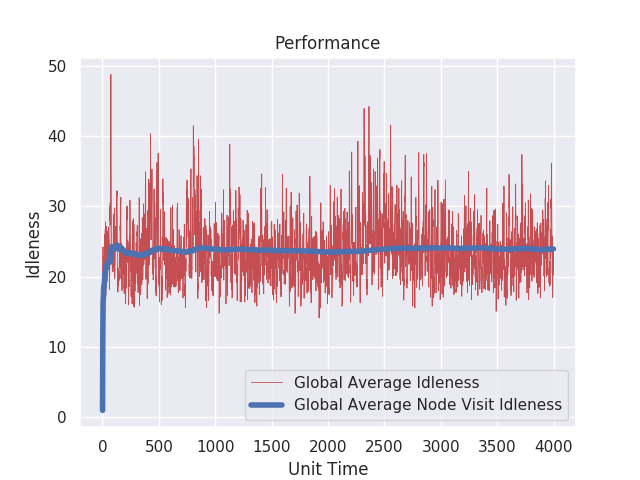 Performance
Idleness
50
40
30
20
10
0
Global Average Idleness
Global Average Node Visit Idleness
0 500 1000 1500 2000 2500 3000 3500 4000
Unit Time